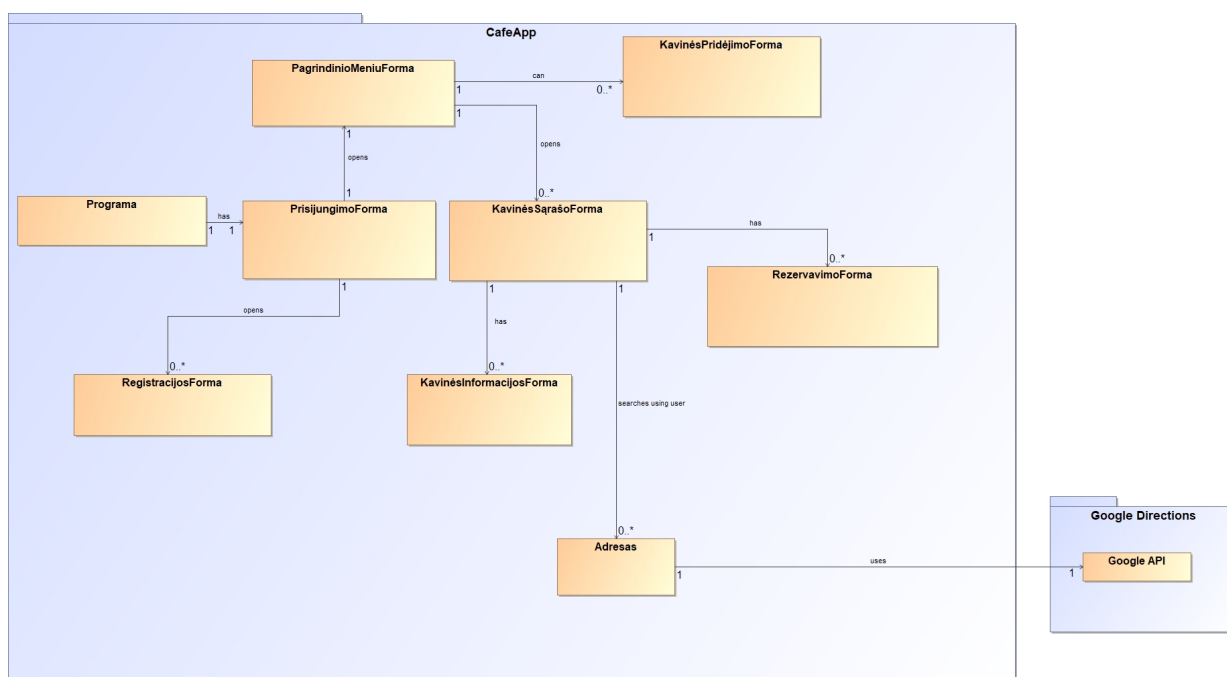 CafeApp
PagrindinioMeniuForma
KavinėsPridėjimoForma
can
1
0..*
1
1
opens
opens
1
0..*
Programa
PrisijungimoForma
KavinėsSąrašoForma
has
1
1
has
1
0..*
RezervavimoForma
1
1
1
opens
has
0..*
0..*
RegistracijosForma
KavinėsInformacijosForma
searches using user
Google Directions
0..*
Adresas
Google API
uses
1
1